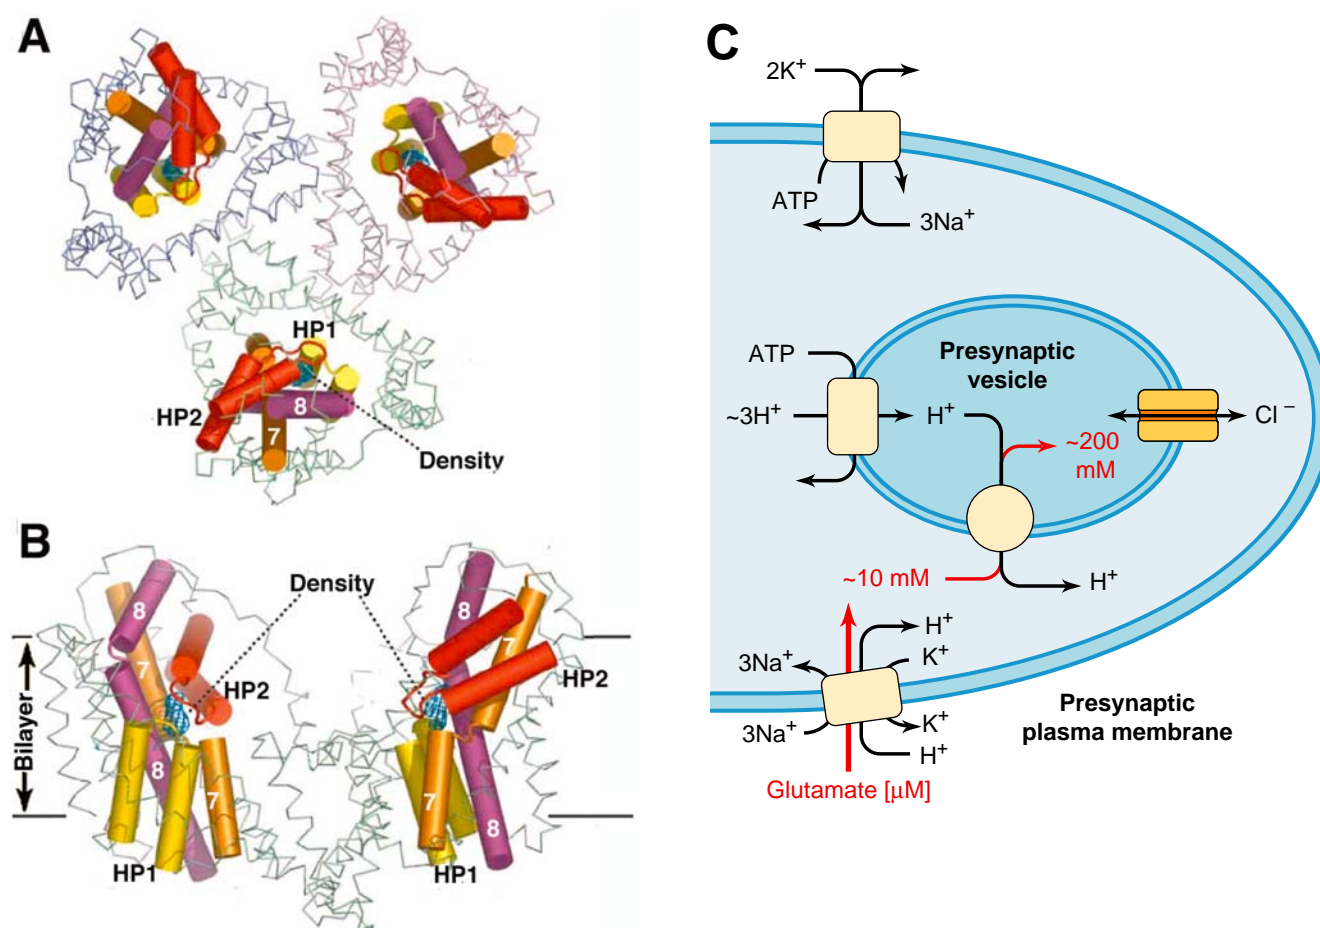 A
HP1
HP2
8
7
Density
B
Density
8
7
HP2
Bilayer
8
7
HP1
8
7
HP2
7
8
HP1
C
2K⁺
ATP
3Na⁺
ATP
Presynaptic
vesicle
~3H⁺
H⁺
Cl⁻
~200
mM
~10 mM
H⁺
H⁺
3Na⁺
K⁺
3Na⁺
K⁺
H⁺
Presynaptic
plasma membrane
Glutamate [μM]